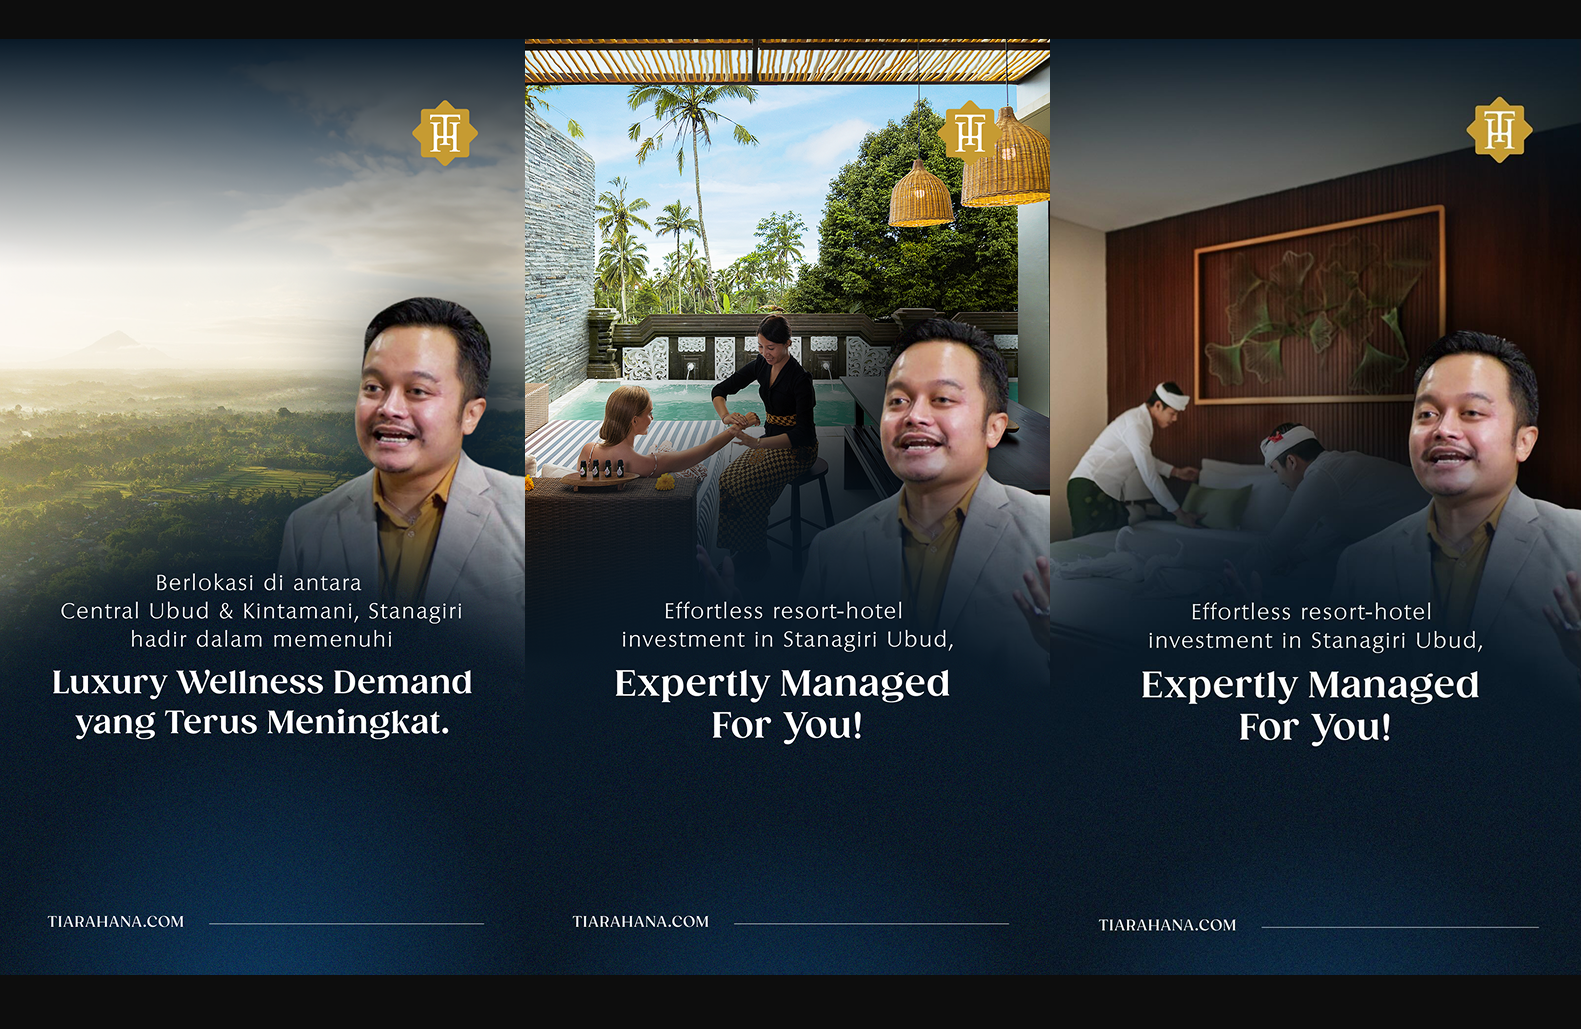 TH
Berlokasi di antara
Central Ubud & Kintamani, Stanagiri
hadir dalam memenuhi
Luxury Wellness Demand
yang Terus Meningkat.
TIARAHANA.COM
TH
Effortless resort-hotel
investment in Stanagiri Ubud,
Expertly Managed
For You!
TIARAHANA.COM
TH
Effortless resort-hotel
investment in Stanagiri Ubud,
Expertly Managed
For You!
TIARAHANA.COM